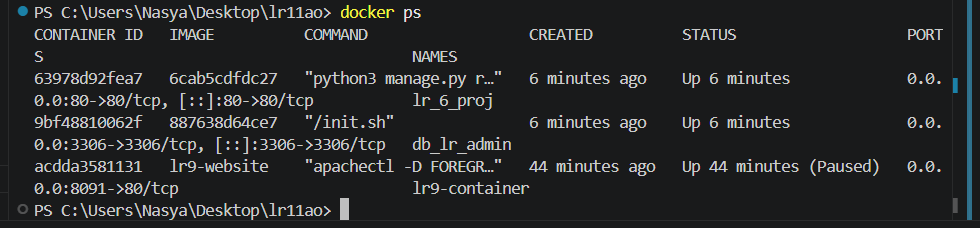 PS C:\Users\Nasya\Desktop\lr11ao> docker ps
CONTAINER ID   IMAGE          COMMAND                  CREATED          STATUS                   PORT
S                                        NAMES
63978d92fea7   6cab5cdfdc27   "python3 manage.py r…"   6 minutes ago    Up 6 minutes             0.0.
0.0:80->80/tcp, [::]:80->80/tcp          lr_6_proj
9bf48810062f   887638d64ce7   "/init.sh"               6 minutes ago    Up 6 minutes             0.0.
0.0:3306->3306/tcp, [::]:3306->3306/tcp   db_lr_admin
acdda3581131   lr9-website    "apachectl -D FOREGR…"   44 minutes ago   Up 44 minutes (Paused)   0.0.
0.0:8091->80/tcp                         lr9-container
PS C:\Users\Nasya\Desktop\lr11ao>